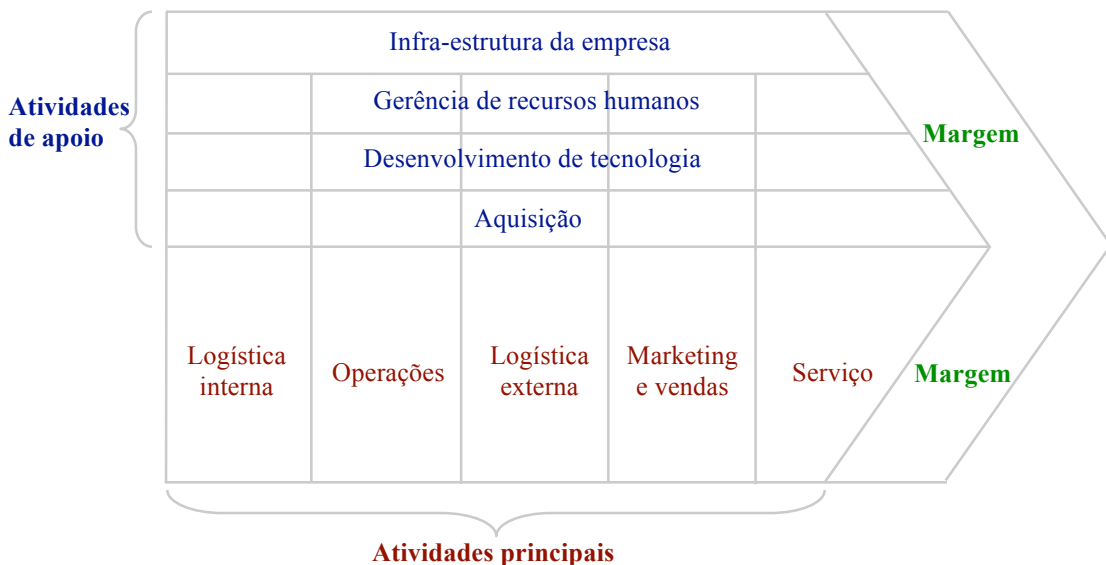 Infra-estrutura da empresa
Atividades
de apoio
Gerência de recursos humanos
Desenvolvimento de tecnologia
Aquisição
Margem
Logística
interna
Operações
Logística
externa
Marketing
e vendas
Serviço
Margem
Atividades principais